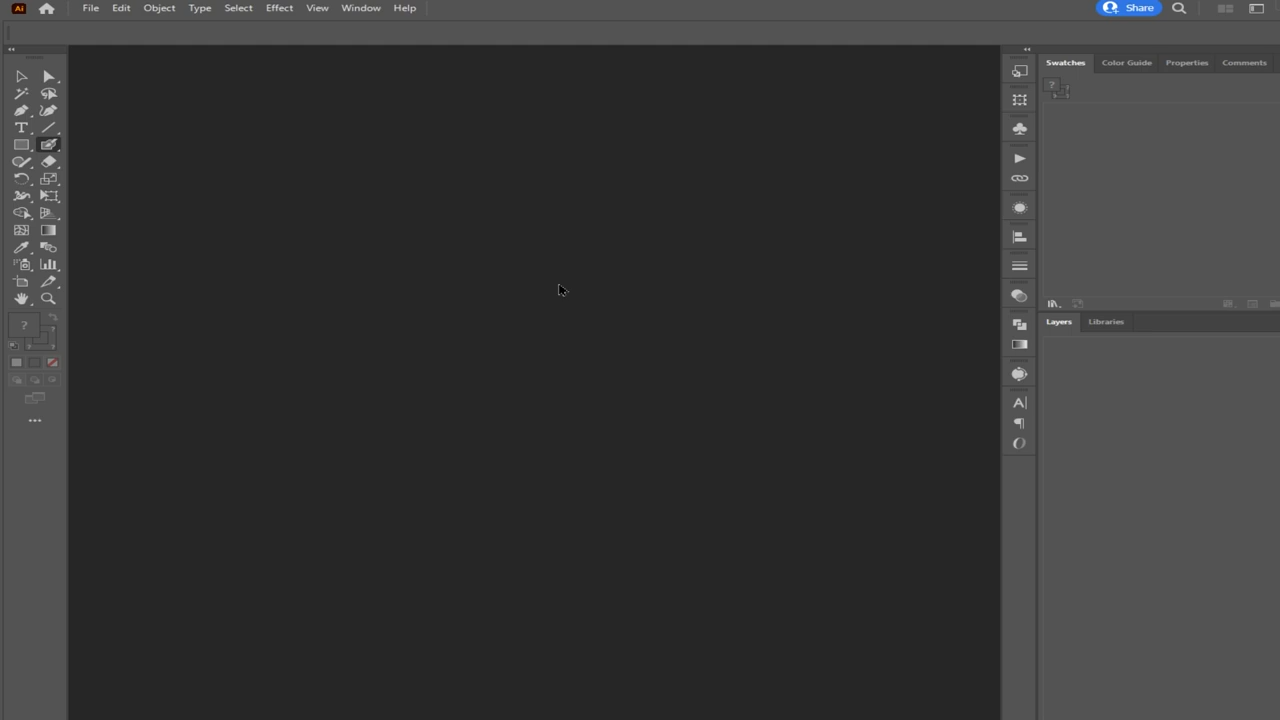 Ai File Edit Object Type Select Effect View Window Help Share
Swatches Color Guide Properties Comments
?
T
A
?
Layers Libraries